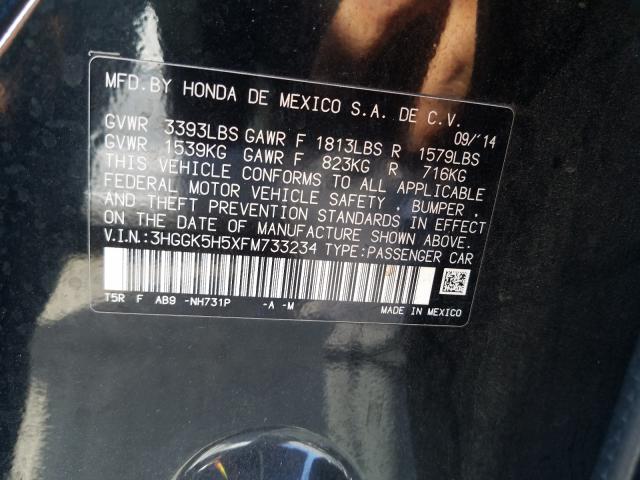 MFD.BY HONDA DE MEXICO S.A. DE C.V.
09/'14
GVWR 3393LBS GAWR F 1813LBS R 1579LBS
GVWR 1539KG GAWR F 823KG R 716KG
THIS VEHICLE CONFORMS TO ALL APPLICABLE
FEDERAL MOTOR VEHICLE SAFETY , BUMPER ,
AND THEFT PREVENTION STANDARDS IN EFFECT
ON THE DATE OF MANUFACTURE SHOWN ABOVE.
V.I.N.:3HGGK5H5XFM733234 TYPE:PASSENGER CAR
T5R F AB9 -NH731P -A -M
MADE IN MEXICO